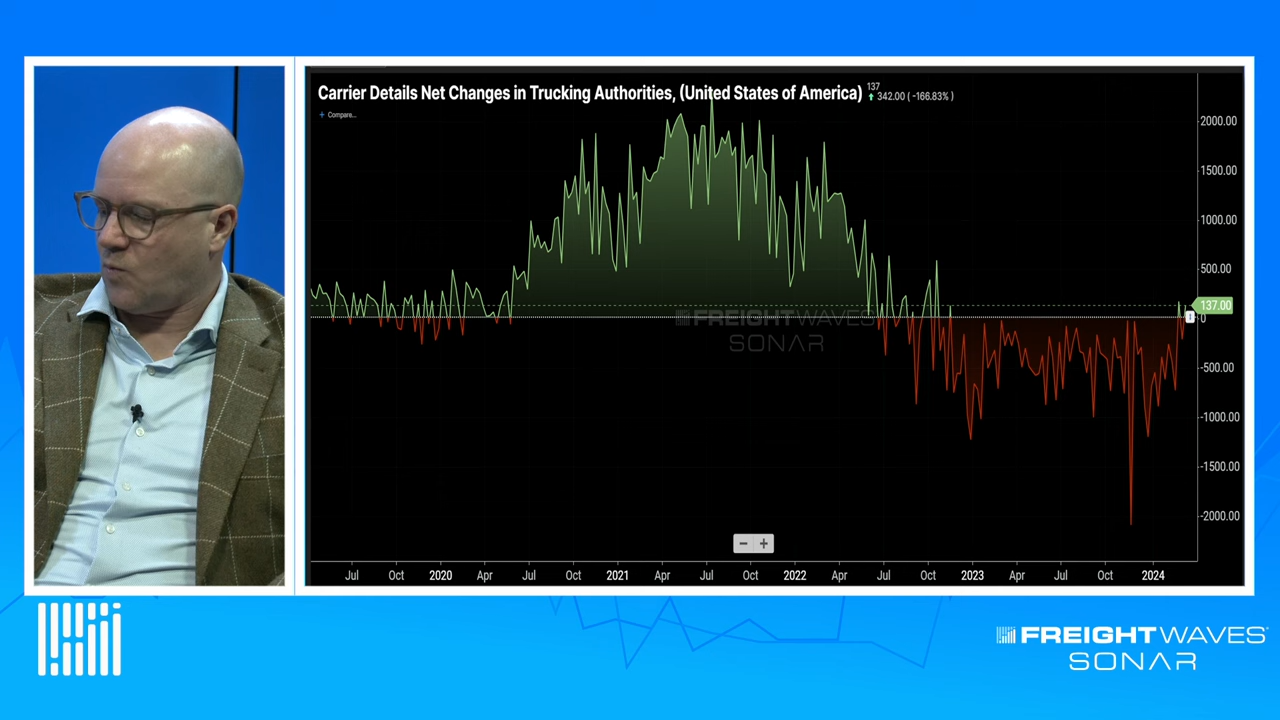 Carrier Details Net Changes in Trucking Authorities, (United States of America)
137
342.00 ( -166.83% )
+ Compare...
2000.00
1500.00
1000.00
500.00
137.00
0
-500.00
-1000.00
-1500.00
-2000.00
FREIGHTWAVES
SONAR
− +
Jul Oct 2020 Apr Jul Oct 2021 Apr Jul Oct 2022 Apr Jul Oct 2023 Apr Jul Oct 2024
FREIGHTWAVES
SONAR